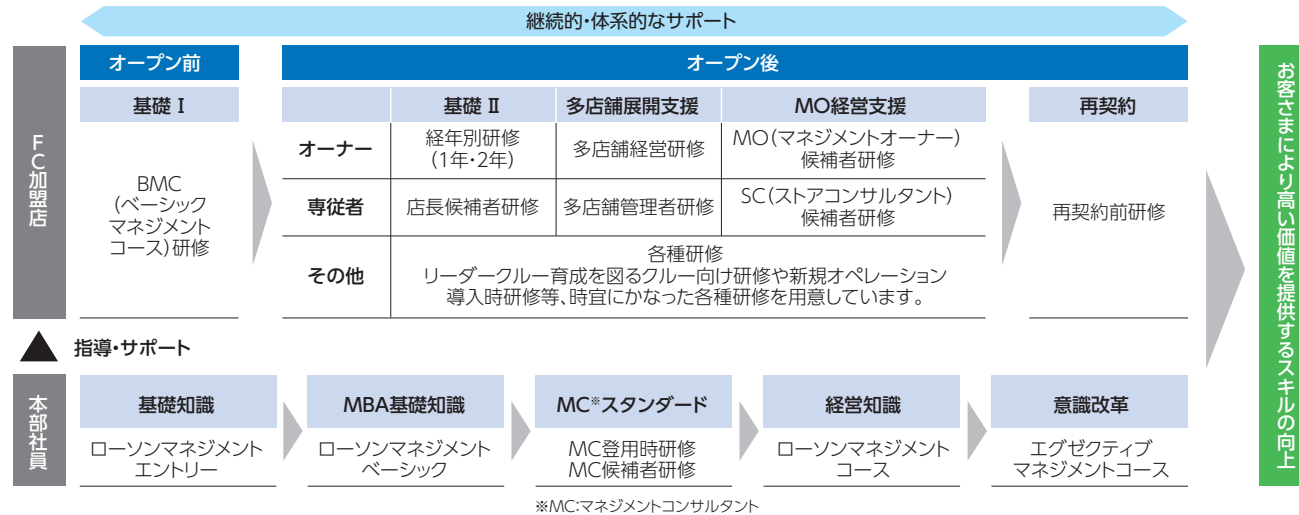 継続的・体系的なサポート
FC加盟店
オープン前
オープン後
基礎 I
基礎 II
多店舗展開支援
MO経営支援
再契約
BMC
(ベーシック
マネジメント
コース)研修
オーナー
経年別研修
(1年・2年)
多店舗経営研修
MO(マネジメントオーナー)
候補者研修
専従者
店長候補者研修
多店舗管理者研修
SC(ストアコンサルタント)
候補者研修
再契約前研修
その他
各種研修
リーダークルー育成を図るクルー向け研修や新規オペレーション
導入時研修等、時宜にかなった各種研修を用意しています。
指導・サポート
本部社員
基礎知識
MBA基礎知識
MC※スタンダード
経営知識
意識改革
ローソンマネジメント
エントリー
ローソンマネジメント
ベーシック
MC登用時研修
MC候補者研修
ローソンマネジメント
コース
エグゼクティブ
マネジメントコース
※MC:マネジメントコンサルタント
お客さまにより高い価値を提供するスキルの向上